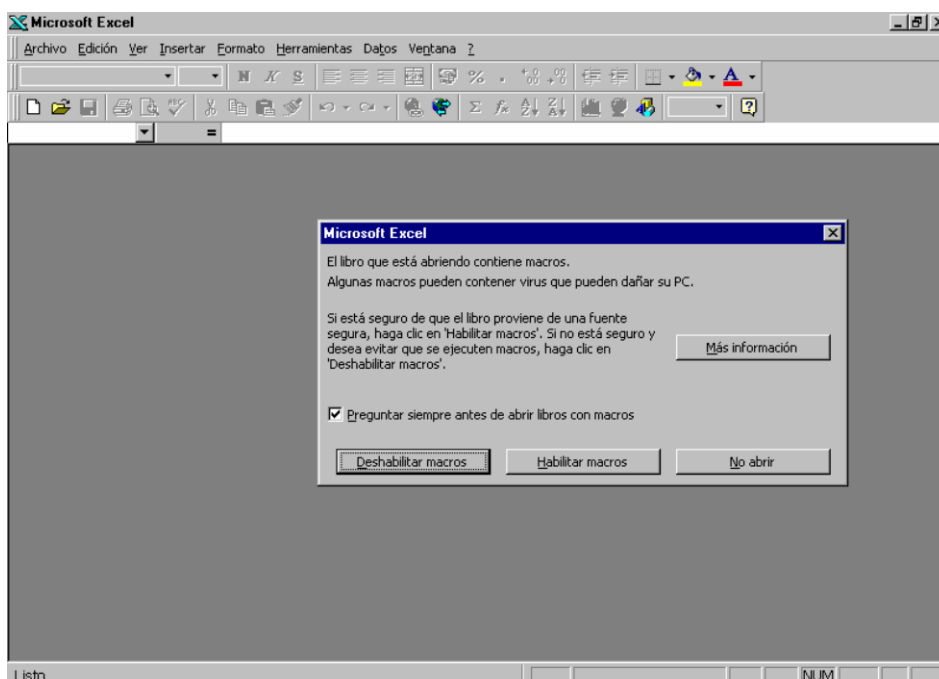 Microsoft Excel
Archivo Edición Ver Insertar Formato Herramientas Datos Ventana ?
N K S % .
=
Microsoft Excel
El libro que está abriendo contiene macros.
Algunas macros pueden contener virus que pueden dañar su PC.
Si está seguro de que el libro proviene de una fuente
segura, haga clic en 'Habilitar macros'. Si no está seguro y
desea evitar que se ejecuten macros, haga clic en
'Deshabilitar macros'.
Más información
Preguntar siempre antes de abrir libros con macros
Deshabilitar macros Habilitar macros No abrir
Listo NUM